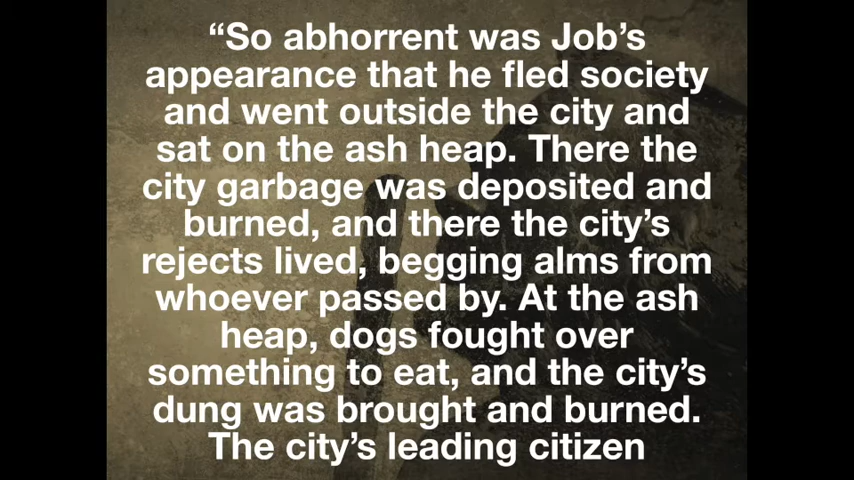 “So abhorrent was Job’s
appearance that he fled society
and went outside the city and
sat on the ash heap. There the
city garbage was deposited and
burned, and there the city’s
rejects lived, begging alms from
whoever passed by. At the ash
heap, dogs fought over
something to eat, and the city’s
dung was brought and burned.
The city’s leading citizen